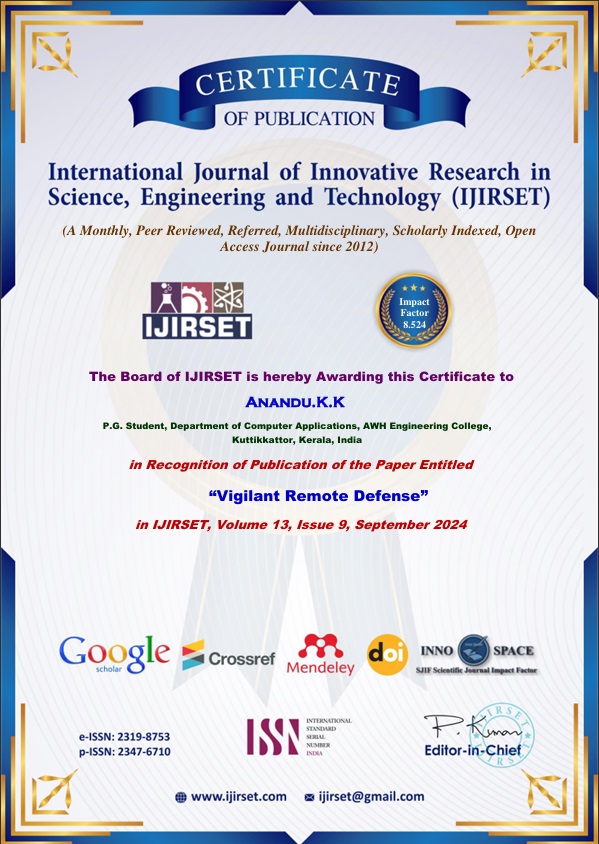 CERTIFICATE
OF PUBLICATION
International Journal of Innovative Research in
Science, Engineering and Technology (IJIRSET)
(A Monthly, Peer Reviewed, Referred, Multidisciplinary, Scholarly Indexed, Open
Access Journal since 2012)
IJIRSET
Impact
Factor
8.524
The Board of IJIRSET is hereby Awarding this Certificate to
ANANDU.K.K
P.G. Student, Department of Computer Applications, AWH Engineering College,
Kuttikkattor, Kerala, India
in Recognition of Publication of the Paper Entitled
“Vigilant Remote Defense”
in IJIRSET, Volume 13, Issue 9, September 2024
Google
scholar
Crossref
Mendeley
doi
INNO SPACE
SJIF Scientific Journal Impact Factor
e-ISSN: 2319-8753
p-ISSN: 2347-6710
ISSN
INTERNATIONAL
STANDARD
SERIAL
NUMBER
INDIA
P. Kumar
IJIRSET
Editor-in-Chief
IJIRSET
www.ijirset.com ijirset@gmail.com